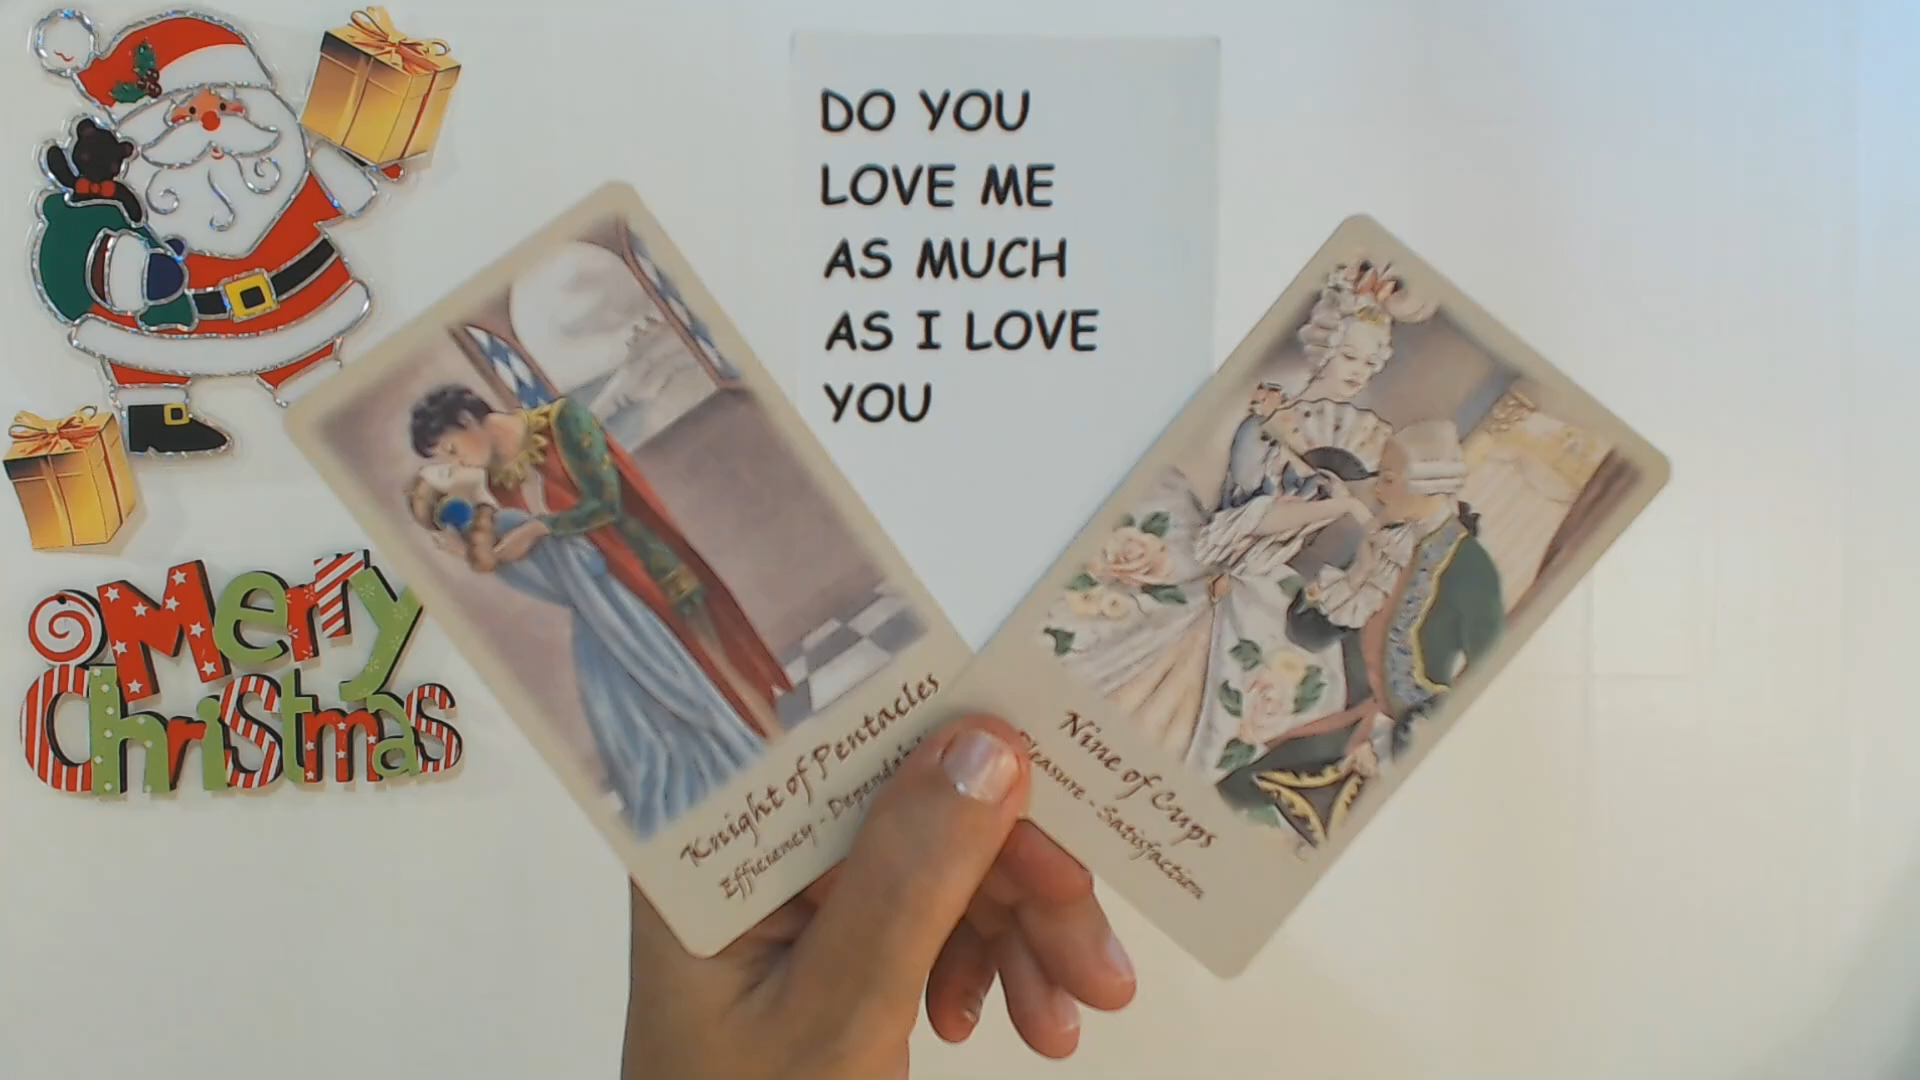 DO YOU
LOVE ME
AS MUCH
AS I LOVE
YOU
Merry
Christmas
Knight of Pentacles
Efficiency -
Nine of Cups
Pleasure - Satisfaction